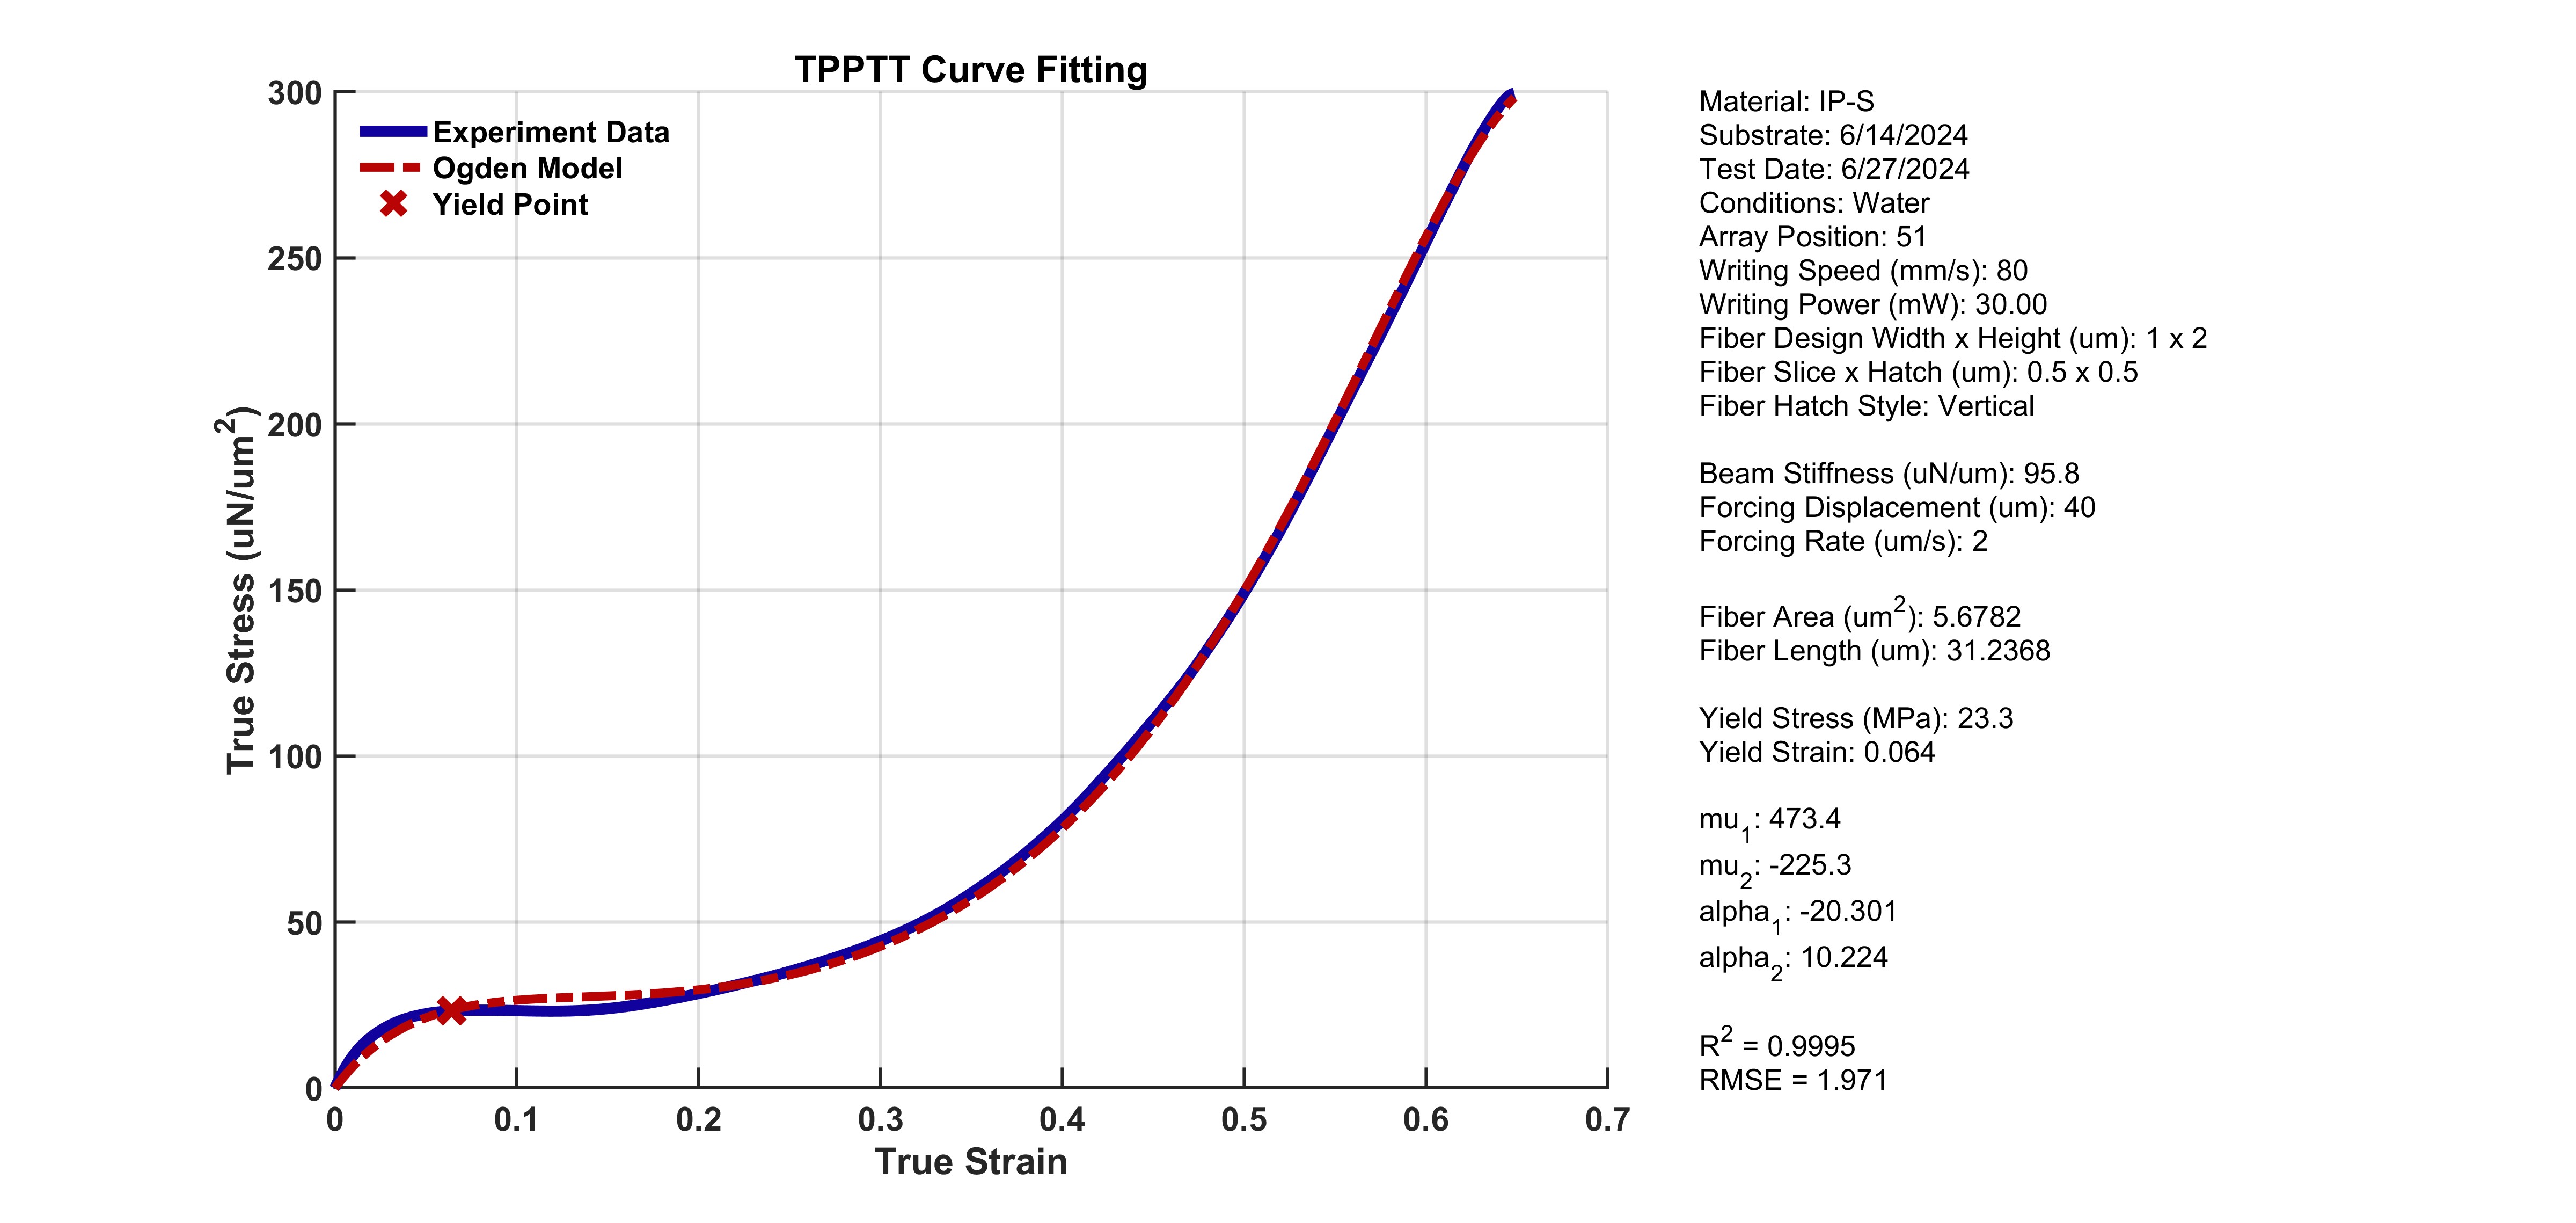 TPPTT Curve Fitting
300
250
200
150
100
50
0
True Stress (uN/um²)
Experiment Data
Ogden Model
Yield Point
0 0.1 0.2 0.3 0.4 0.5 0.6 0.7
True Strain
Material: IP-S
Substrate: 6/14/2024
Test Date: 6/27/2024
Conditions: Water
Array Position: 51
Writing Speed (mm/s): 80
Writing Power (mW): 30.00
Fiber Design Width x Height (um): 1 x 2
Fiber Slice x Hatch (um): 0.5 x 0.5
Fiber Hatch Style: Vertical
Beam Stiffness (uN/um): 95.8
Forcing Displacement (um): 40
Forcing Rate (um/s): 2
Fiber Area (um²): 5.6782
Fiber Length (um): 31.2368
Yield Stress (MPa): 23.3
Yield Strain: 0.064
mu₁: 473.4
mu₂: -225.3
alpha₁: -20.301
alpha₂: 10.224
R² = 0.9995
RMSE = 1.971